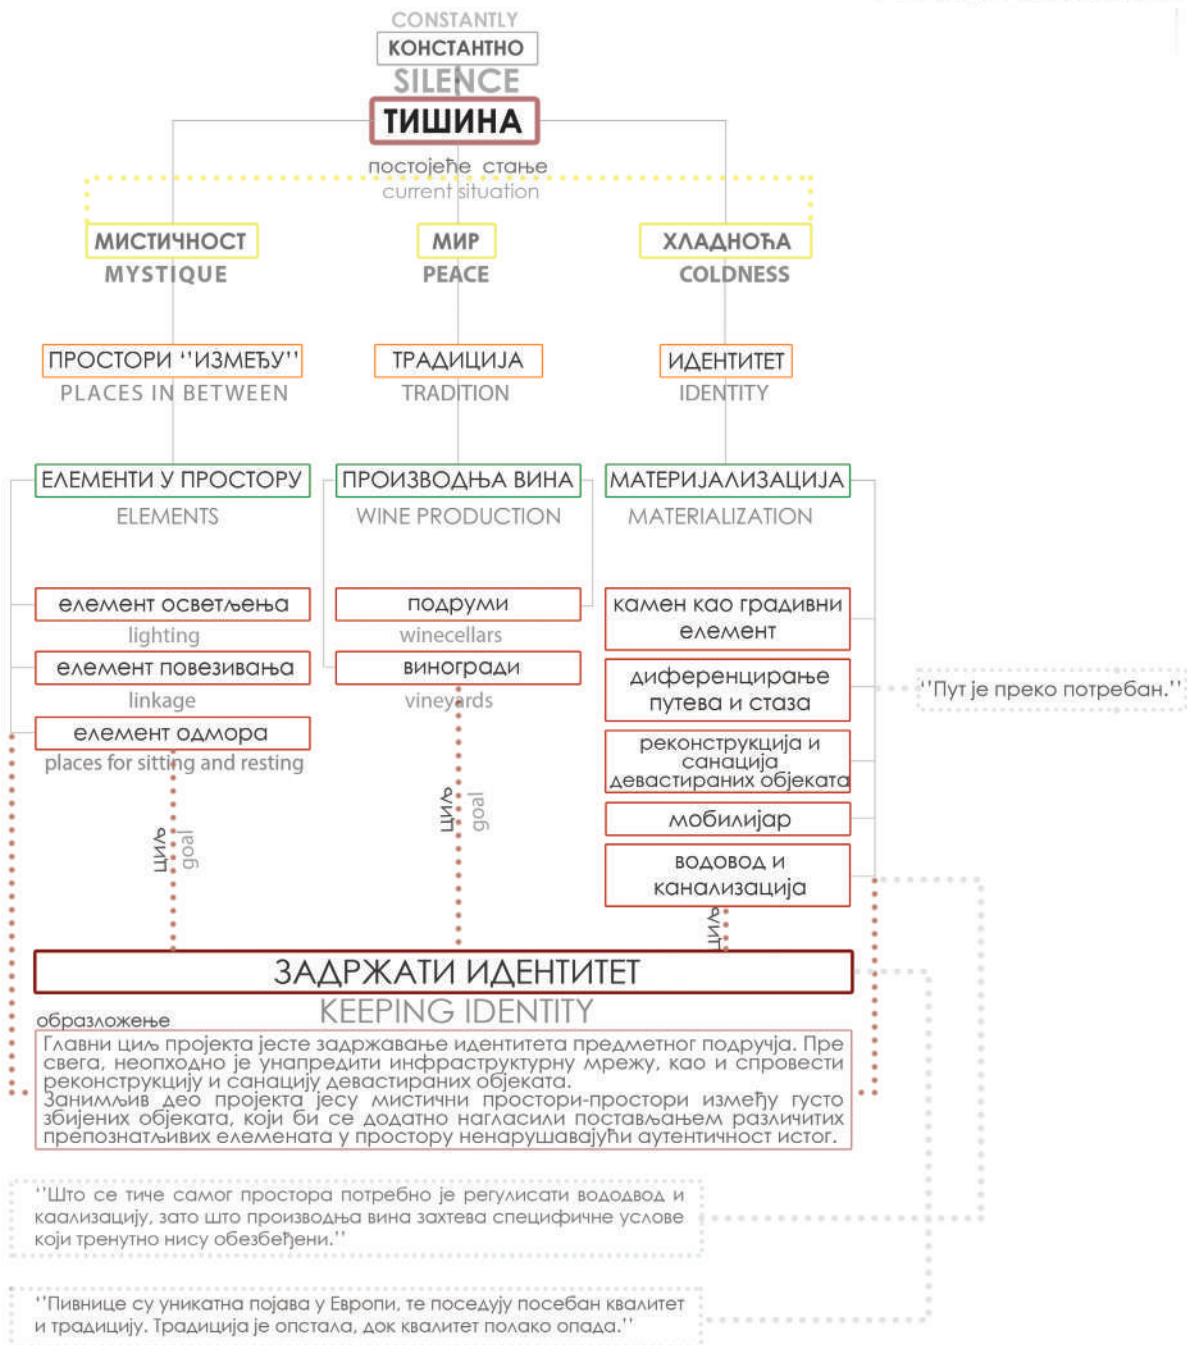 CONSTANTLY
КОНСТАНТНО
SILENCE
ТИШИНА
постојеће стање
current situation
МИСТИЧНОСТ
MYSTIQUE
МИР
PEACE
ХЛАДНОЋА
COLDNESS
ПРОСТОРИ ''ИЗМЕЂУ''
PLACES IN BETWEEN
ТРАДИЦИЈА
TRADITION
ИДЕНТИТЕТ
IDENTITY
ЕЛЕМЕНТИ У ПРОСТОРУ
ELEMENTS
ПРОИЗВОДЊА ВИНА
WINE PRODUCTION
МАТЕРИЈАЛИЗАЦИЈА
MATERIALIZATION
елемент осветљења
lighting
елемент повезивања
linkage
елемент одмора
places for sitting and resting
подруми
winecellars
виногради
vineyards
камен као градивни
елемент
диференцирање
путева и стаза
реконструкција и
санација
девастираних објеката
мобилијар
водовод и
канализација
''Пут је преко потребан.''
циљ
goal
циљ
goal
циљ
ЗАДРЖАТИ ИДЕНТИТЕТ
KEEPING IDENTITY
образложење
Главни циљ пројекта јесте задржавање идентитета предметног подручја. Пре
свега, неопходно је унапредити инфраструктурну мрежу, као и спровести
реконструкцију и санацију девастираних објеката.
Занимљив део пројекта јесу мистични простори-простори између густо
збијених објеката, који би се додатно нагласили постављањем различитих
препознатљивих елемената у простору ненарушавајући аутентичност истог.
''Што се тиче самог простора потребно је регулисати вододвод и
каализацију, зато што производња вина захтева специфичне услове
који тренутно нису обезбеђени.''
''Пивнице су уникатна појава у Европи, те поседују посебан квалитет
и традицију. Традиција је опстала, док квалитет полако опада.''